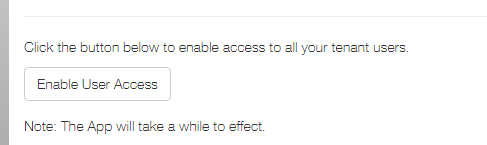 Click the button below to enable access to all your tenant users.
Enable User Access
Note: The App will take a while to effect.